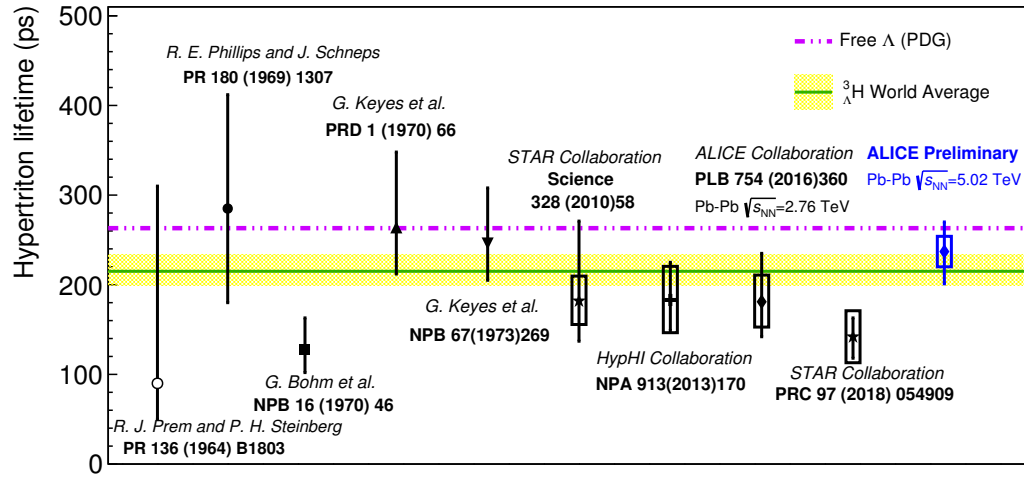 Hypertriton lifetime (ps)
500
400
300
200
100
0
R. E. Phillips and J. Schneps
PR 180 (1969) 1307
G. Keyes et al.
PRD 1 (1970) 66
STAR Collaboration
Science
328 (2010)58
ALICE Collaboration
PLB 754 (2016)360
Pb-Pb √sNN=2.76 TeV
ALICE Preliminary
Pb-Pb √sNN=5.02 TeV
Free Λ (PDG)
3ΛH World Average
G. Keyes et al.
NPB 67(1973)269
HypHI Collaboration
NPA 913(2013)170
STAR Collaboration
PRC 97 (2018) 054909
G. Bohm et al.
NPB 16 (1970) 46
R. J. Prem and P. H. Steinberg
PR 136 (1964) B1803